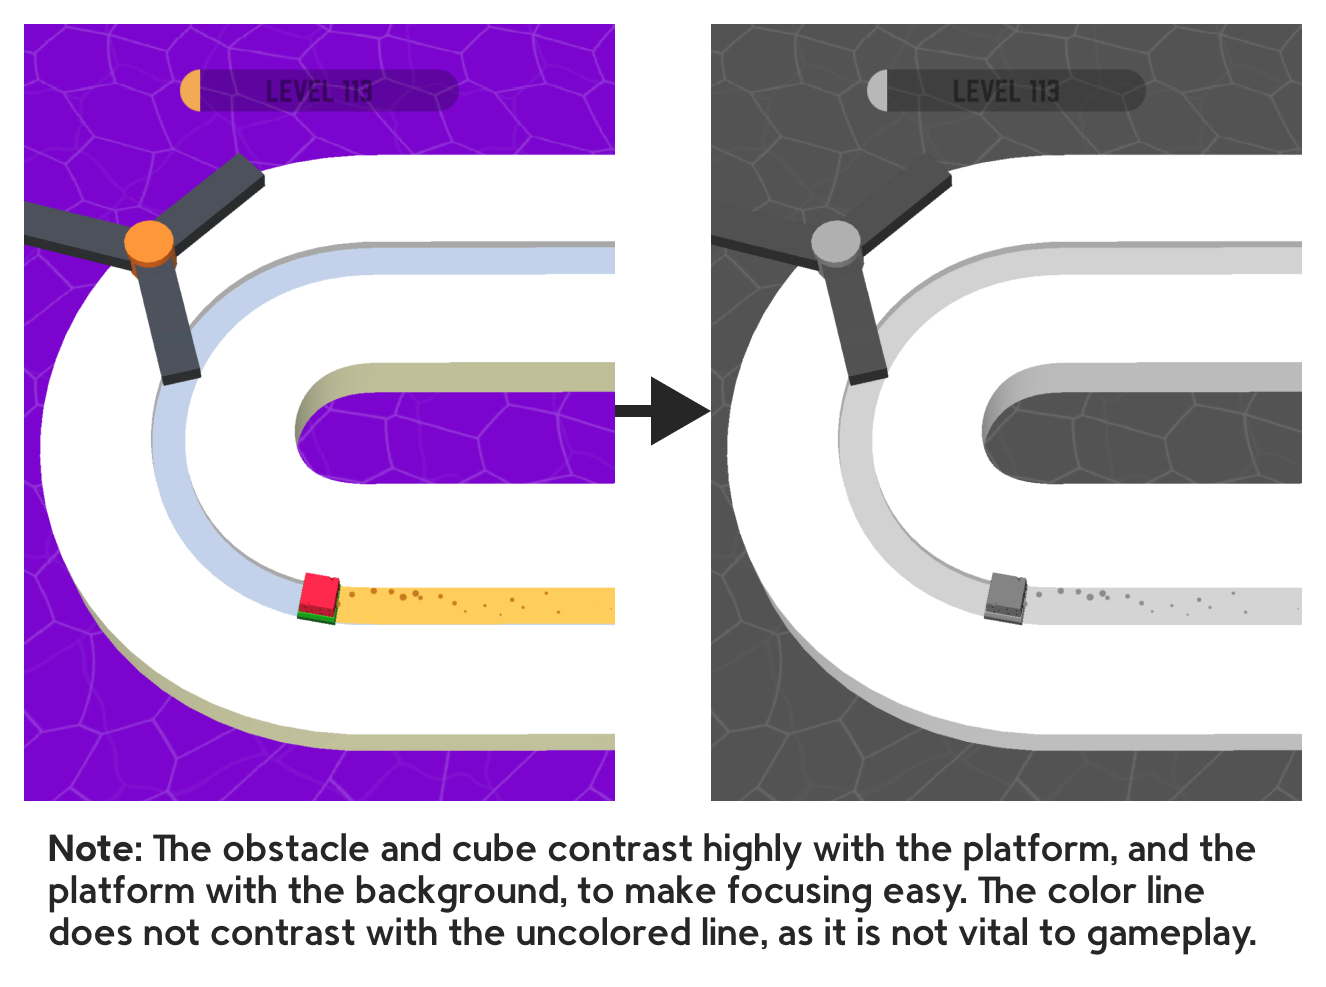 LEVEL 113
LEVEL 113
Note: The obstacle and cube contrast highly with the platform, and the
platform with the background, to make focusing easy. The color line
does not contrast with the uncolored line, as it is not vital to gameplay.